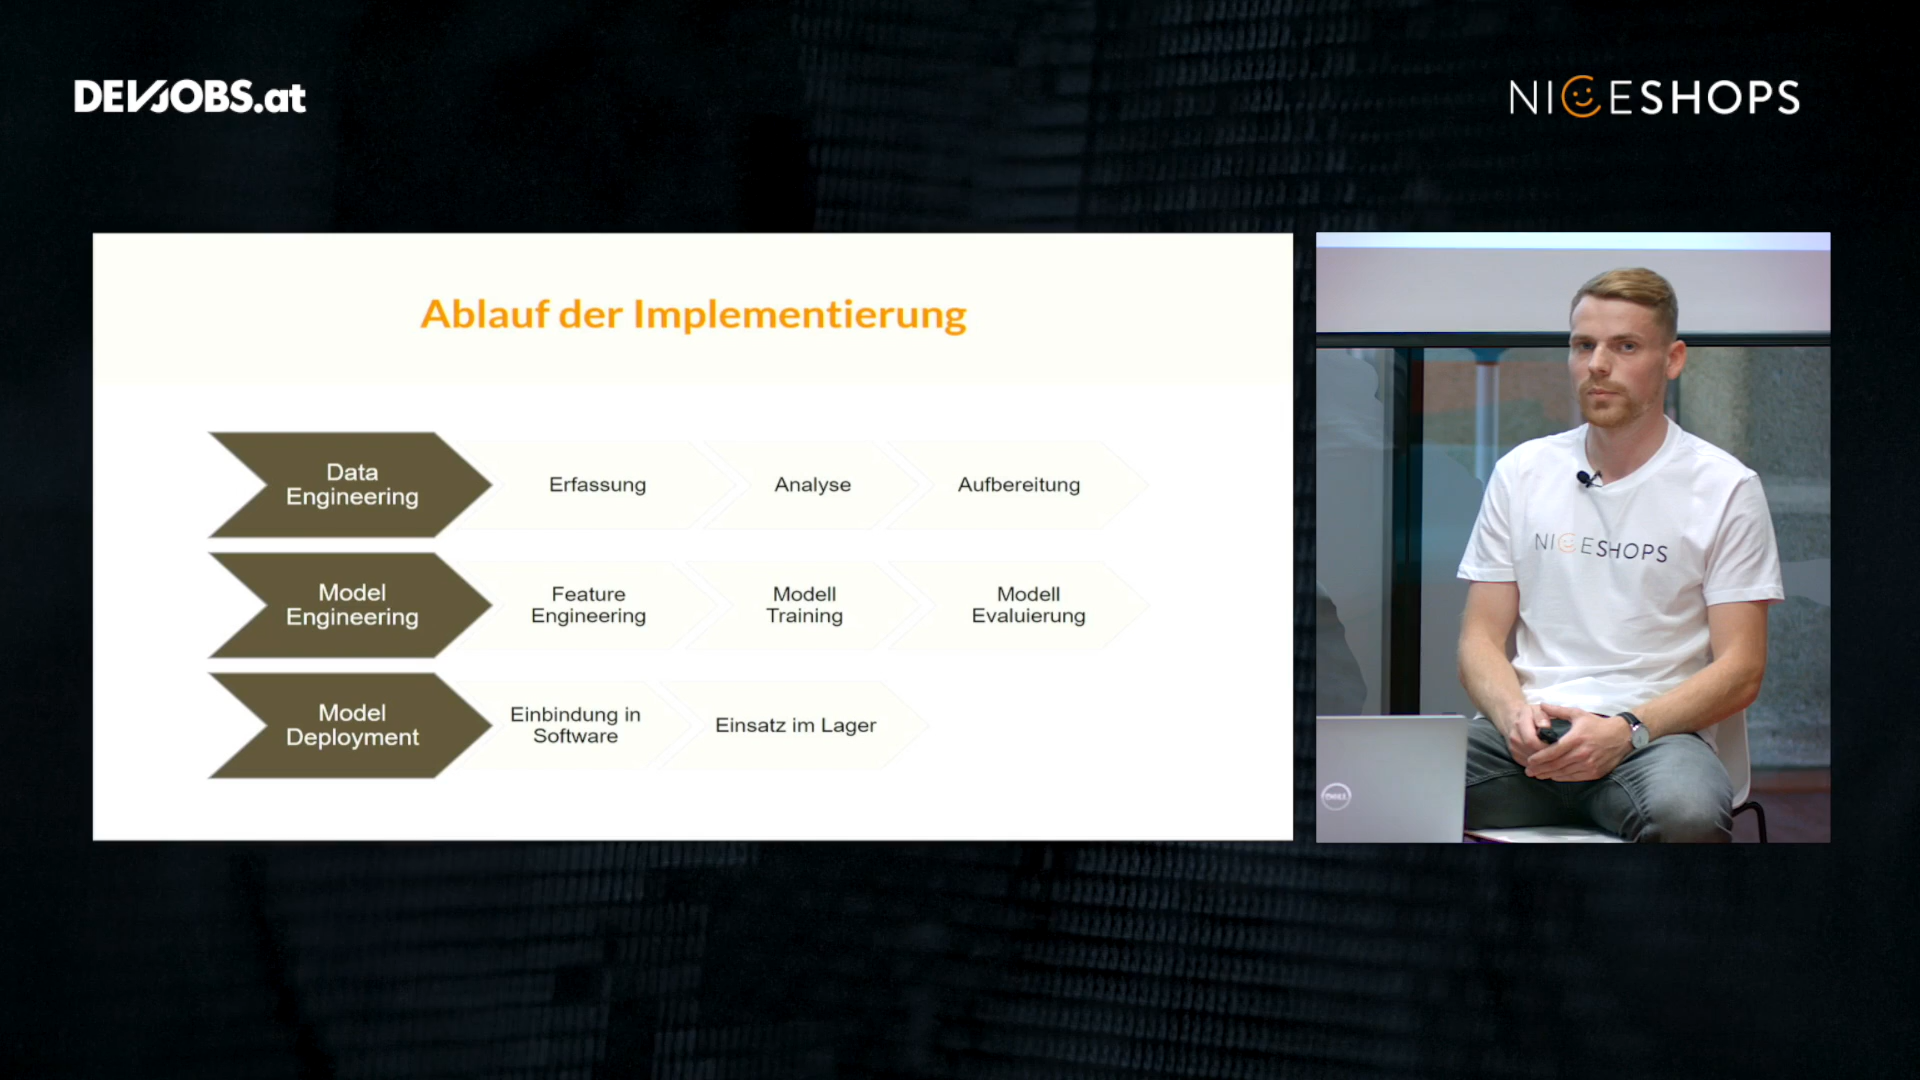 DEVJOBS.at
NICESHOPS
Ablauf der Implementierung
Data
Engineering
Erfassung
Analyse
Aufbereitung
Model
Engineering
Feature
Engineering
Modell
Training
Modell
Evaluierung
Model
Deployment
Einbindung in
Software
Einsatz im Lager
NICESHOPS
DELL